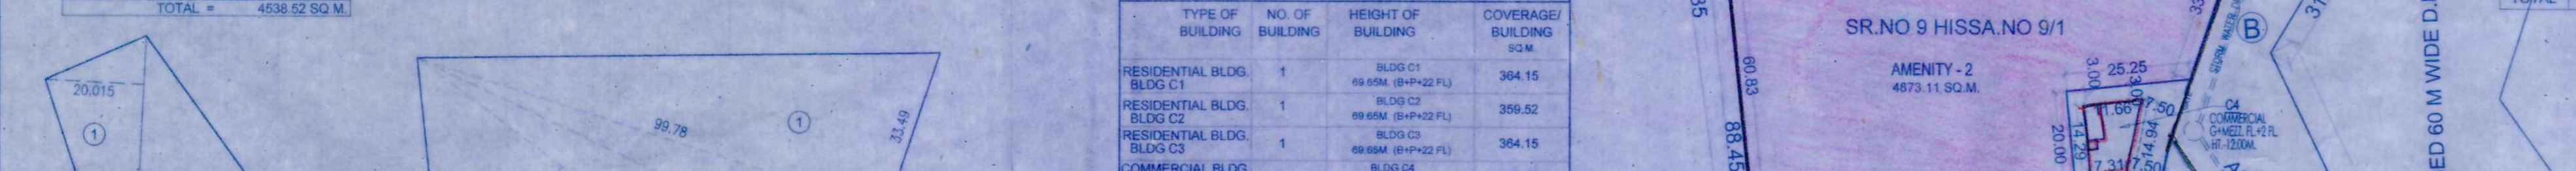 TOTAL = 4538.52 SQ.M.
20.015
1
99.78
1
33.49
TYPE OF BUILDING NO. OF BUILDING HEIGHT OF BUILDING COVERAGE/ BUILDING SQ.M.
RESIDENTIAL BLDG. BLDG C1 1 BLDG C1 69.65M. (B+P+22 FL) 364.15
RESIDENTIAL BLDG. BLDG C2 1 BLDG C2 69.65M. (B+P+22 FL) 359.52
RESIDENTIAL BLDG. BLDG C3 1 BLDG C3 69.65M. (B+P+22 FL) 364.15
COMMERCIAL BLDG. BLDG C4
60.83
88.45
SR.NO 9 HISSA.NO 9/1
AMENITY - 2
4873.11 SQ.M.
25.25
3.00
7.50
20.00
14.29
14.94
7.31
7.50
STORM WATER
B
C4
COMMERCIAL
G+MEZZ. FL.+2 FL.
HT.-12.00M.
ED 60 M WIDE D.